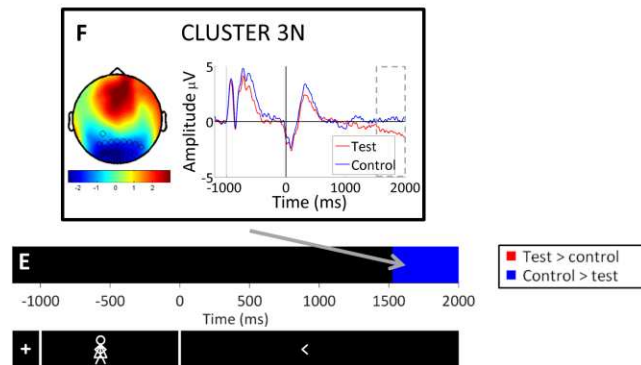 F CLUSTER 3N
5
Amplitude μV
0
-5
Test
Control
-2 -1 0 1 2
-1000 0 1000 2000
Time (ms)
E
Test > control
Control > test
-1000 -500 0 500 1000 1500 2000
Time (ms)
+ <